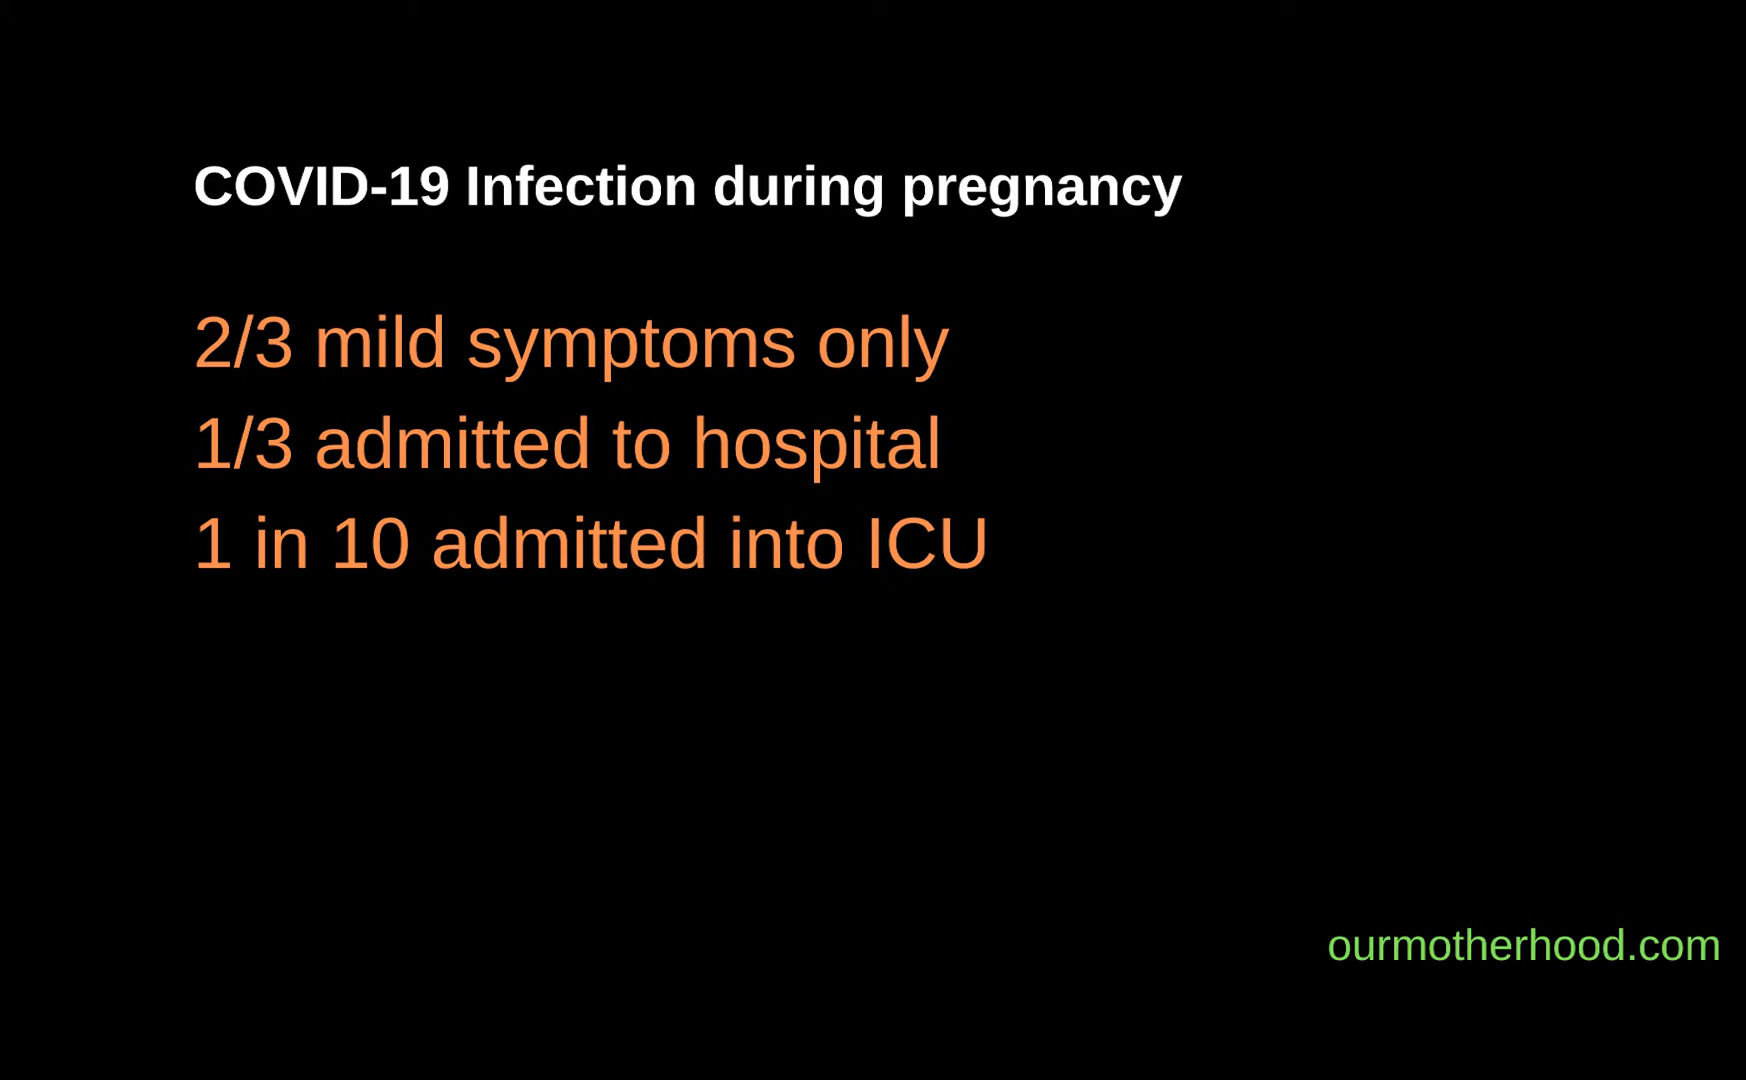 COVID-19 Infection during pregnancy
2/3 mild symptoms only
1/3 admitted to hospital
1 in 10 admitted into ICU
ourmotherhood.com